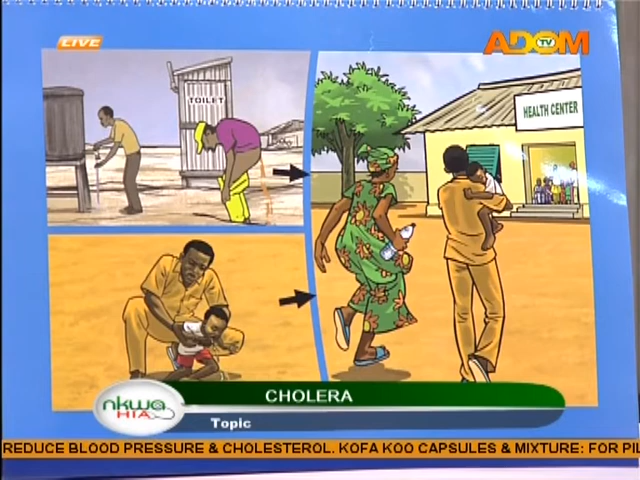 LIVE
ADOM TV
TOILET
HEALTH CENTER
nkwa
HIA
CHOLERA
Topic
REDUCE BLOOD PRESSURE & CHOLESTEROL. KOFA KOO CAPSULES & MIXTURE: FOR PIL